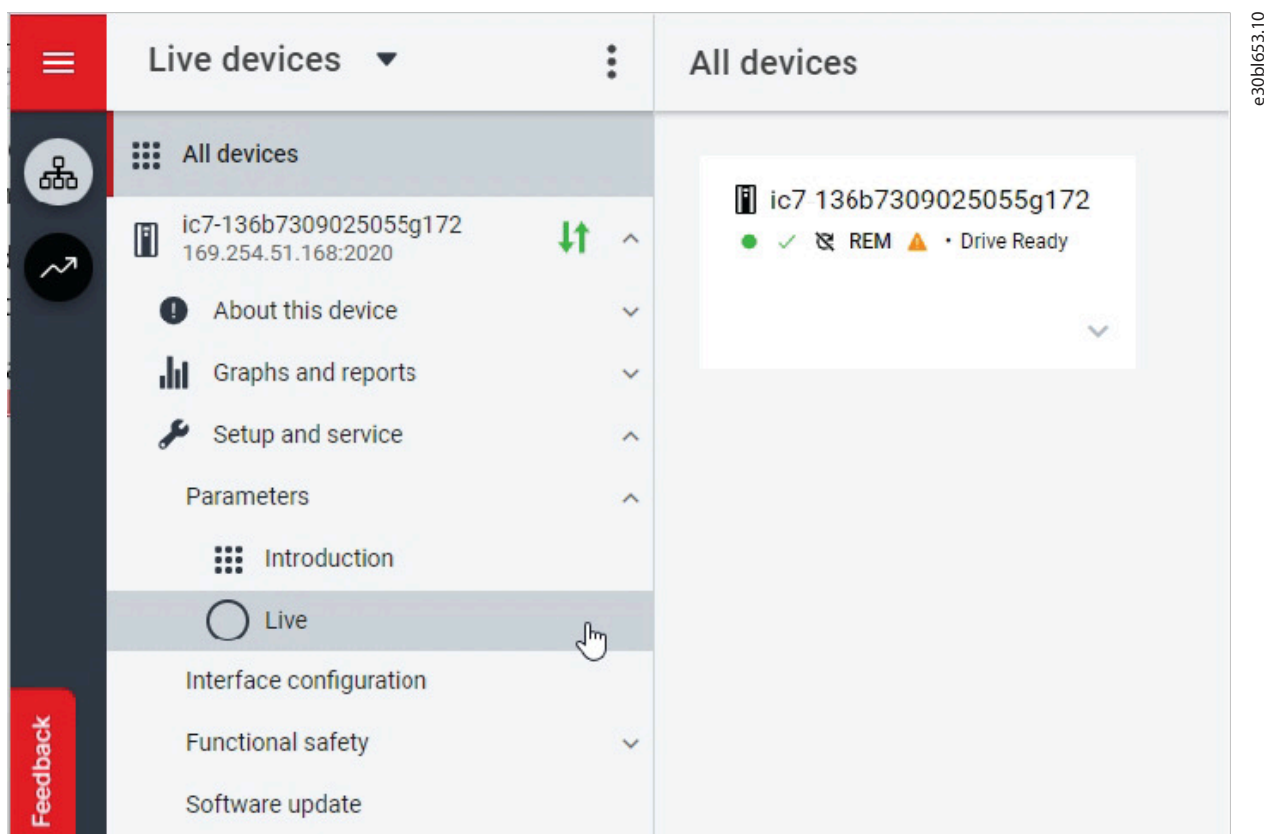 Live devices
All devices
ic7-136b7309025055g172
169.254.51.168:2020
About this device
Graphs and reports
Setup and service
Parameters
Introduction
Live
Interface configuration
Functional safety
Software update
Feedback
All devices
ic7-136b7309025055g172
REM • Drive Ready
e30bl653.10